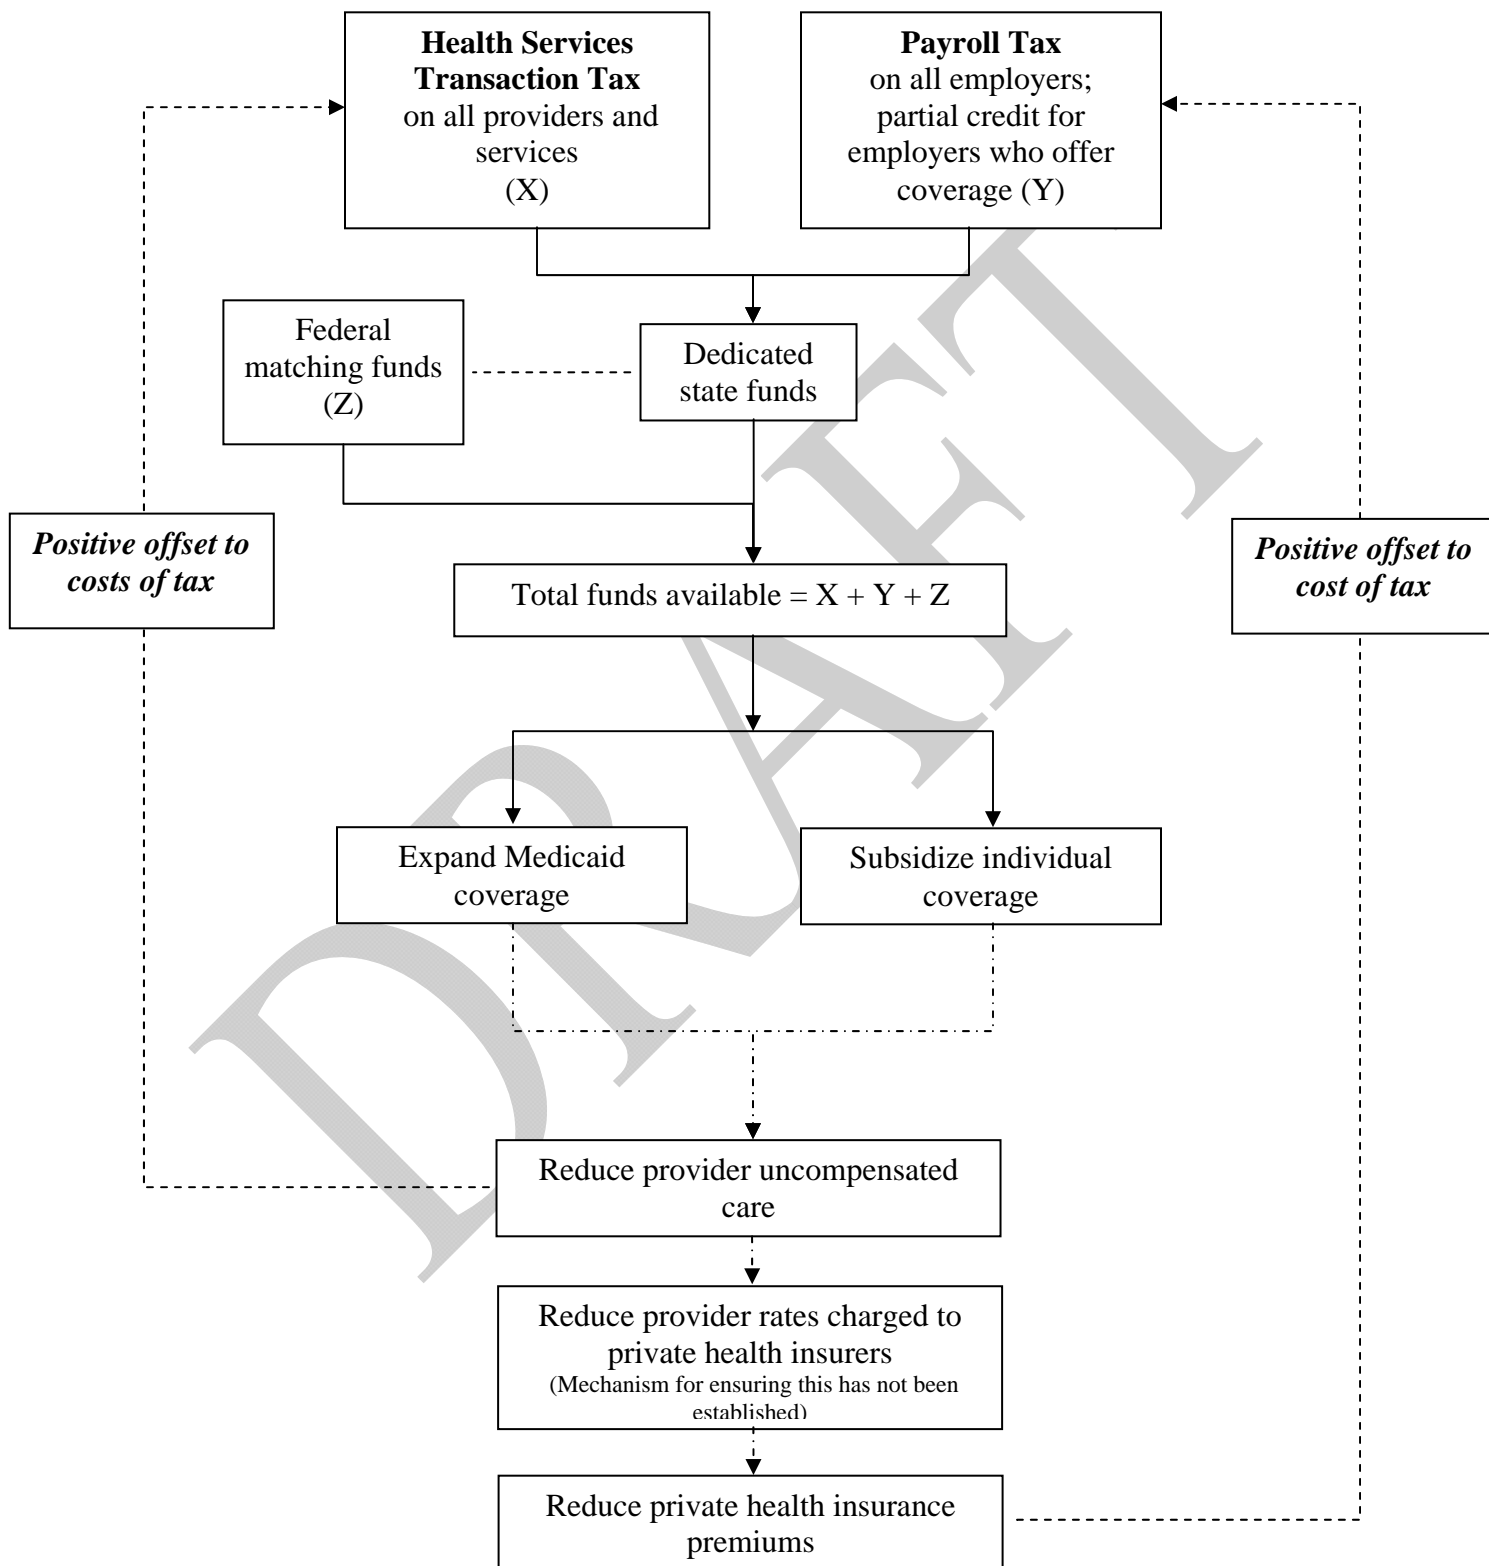 Health Services
Transaction Tax
on all providers and
services
(X)
Payroll Tax
on all employers;
partial credit for
employers who offer
coverage (Y)
Federal
matching funds
(Z)
Dedicated
state funds
Positive offset to
costs of tax
Positive offset to
cost of tax
Total funds available = X + Y + Z
Expand Medicaid
coverage
Subsidize individual
coverage
Reduce provider uncompensated
care
Reduce provider rates charged to
private health insurers
(Mechanism for ensuring this has not been
established)
Reduce private health insurance
premiums
DRAFT